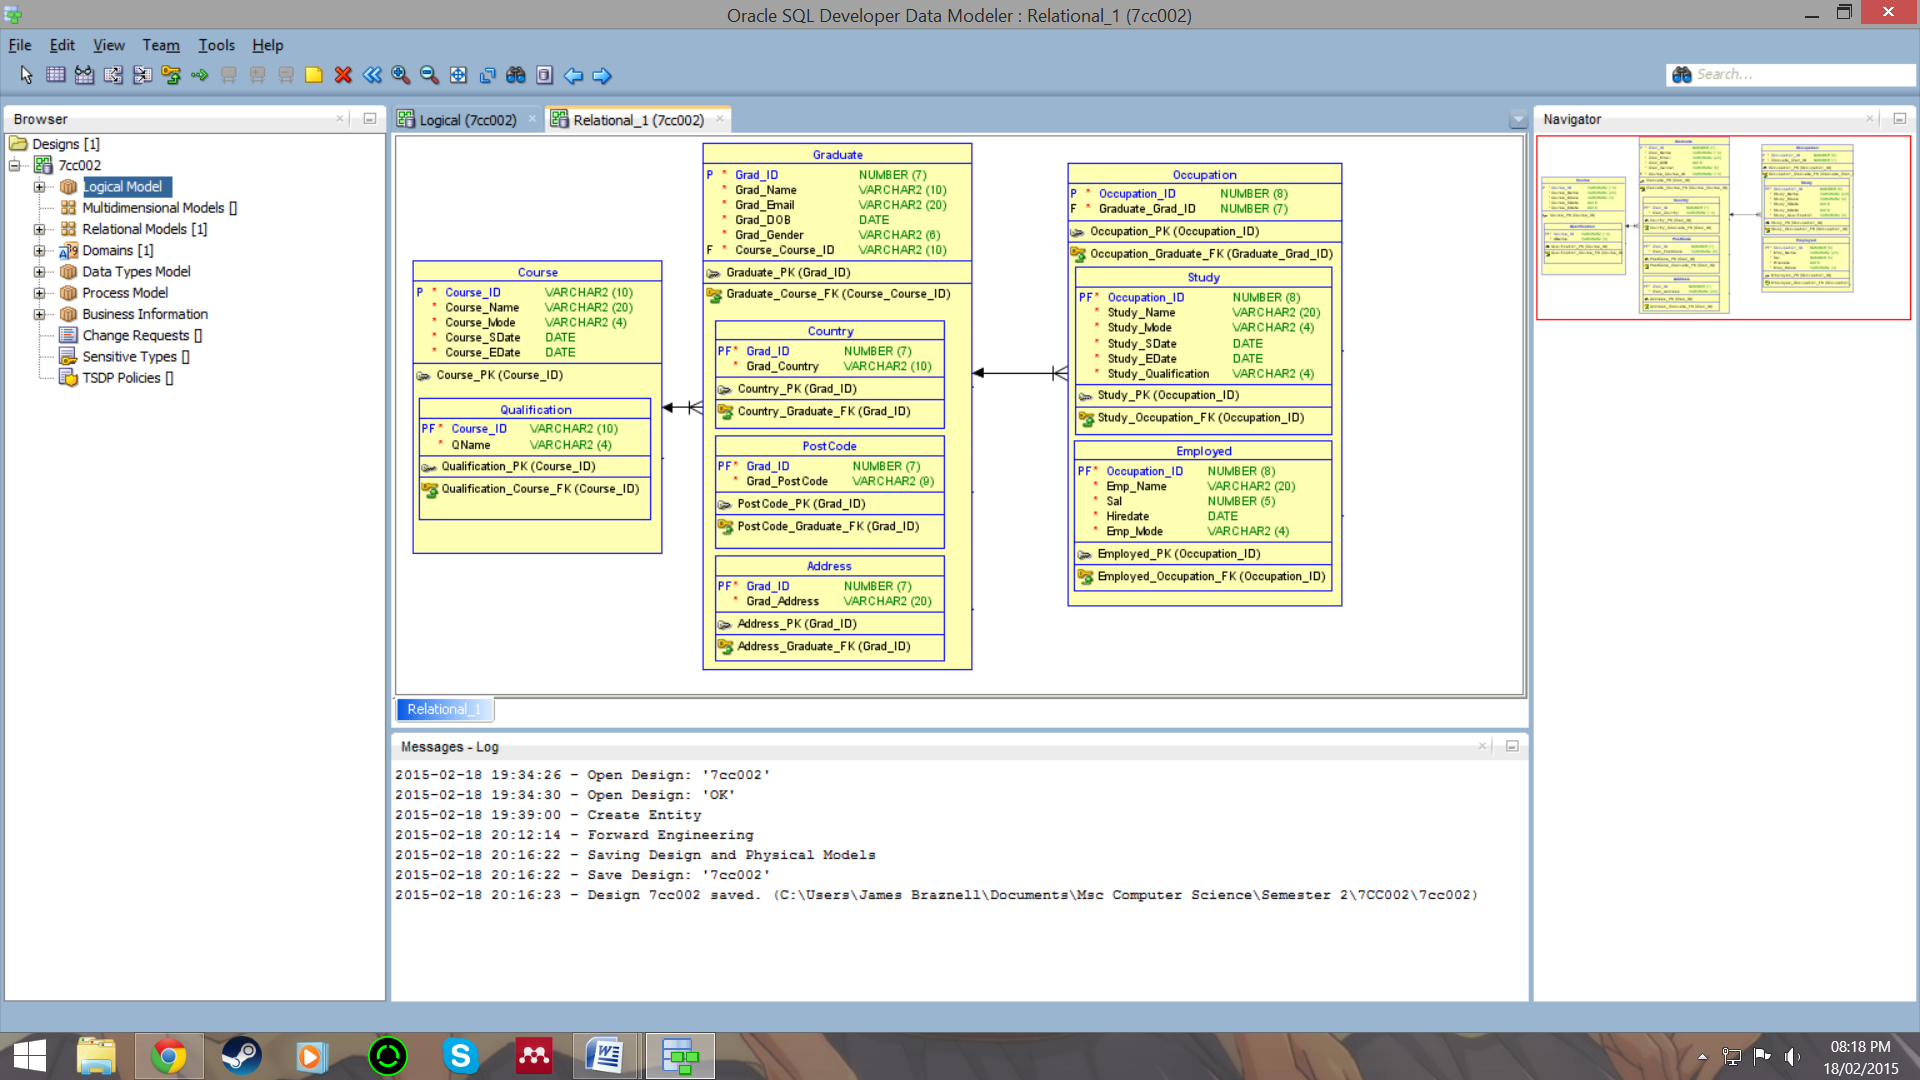 Oracle SQL Developer Data Modeler : Relational_1 (7cc002)
File Edit View Team Tools Help
Search...
Browser
Designs [1]
7cc002
Logical Model
Multidimensional Models []
Relational Models [1]
Domains [1]
Data Types Model
Process Model
Business Information
Change Requests []
Sensitive Types []
TSDP Policies []
Logical (7cc002)
Relational_1 (7cc002)
Course
P * Course_ID VARCHAR2 (10)
* Course_Name VARCHAR2 (20)
* Course_Mode VARCHAR2 (4)
* Course_SDate DATE
* Course_EDate DATE
Course_PK (Course_ID)
Qualification
PF* Course_ID VARCHAR2 (10)
* QName VARCHAR2 (4)
Qualification_PK (Course_ID)
Qualification_Course_FK (Course_ID)
Graduate
P * Grad_ID NUMBER (7)
* Grad_Name VARCHAR2 (10)
* Grad_Email VARCHAR2 (20)
* Grad_DOB DATE
* Grad_Gender VARCHAR2 (6)
F * Course_Course_ID VARCHAR2 (10)
Graduate_PK (Grad_ID)
Graduate_Course_FK (Course_Course_ID)
Country
PF* Grad_ID NUMBER (7)
* Grad_Country VARCHAR2 (10)
Country_PK (Grad_ID)
Country_Graduate_FK (Grad_ID)
PostCode
PF* Grad_ID NUMBER (7)
* Grad_PostCode VARCHAR2 (9)
PostCode_PK (Grad_ID)
PostCode_Graduate_FK (Grad_ID)
Address
PF* Grad_ID NUMBER (7)
* Grad_Address VARCHAR2 (20)
Address_PK (Grad_ID)
Address_Graduate_FK (Grad_ID)
Occupation
P * Occupation_ID NUMBER (8)
F * Graduate_Grad_ID NUMBER (7)
Occupation_PK (Occupation_ID)
Occupation_Graduate_FK (Graduate_Grad_ID)
Study
PF* Occupation_ID NUMBER (8)
* Study_Name VARCHAR2 (20)
* Study_Mode VARCHAR2 (4)
* Study_SDate DATE
* Study_EDate DATE
* Study_Qualification VARCHAR2 (4)
Study_PK (Occupation_ID)
Study_Occupation_FK (Occupation_ID)
Employed
PF* Occupation_ID NUMBER (8)
* Emp_Name VARCHAR2 (20)
* Sal NUMBER (5)
* Hiredate DATE
* Emp_Mode VARCHAR2 (4)
Employed_PK (Occupation_ID)
Employed_Occupation_FK (Occupation_ID)
Relational_1
Navigator
Messages - Log
2015-02-18 19:34:26 - Open Design: '7cc002'
2015-02-18 19:34:30 - Open Design: 'OK'
2015-02-18 19:39:00 - Create Entity
2015-02-18 20:12:14 - Forward Engineering
2015-02-18 20:16:22 - Saving Design and Physical Models
2015-02-18 20:16:22 - Save Design: '7cc002'
2015-02-18 20:16:23 - Design 7cc002 saved. (C:\Users\James Braznell\Documents\Msc Computer Science\Semester 2\7CC002\7cc002)
08:18 PM
18/02/2015